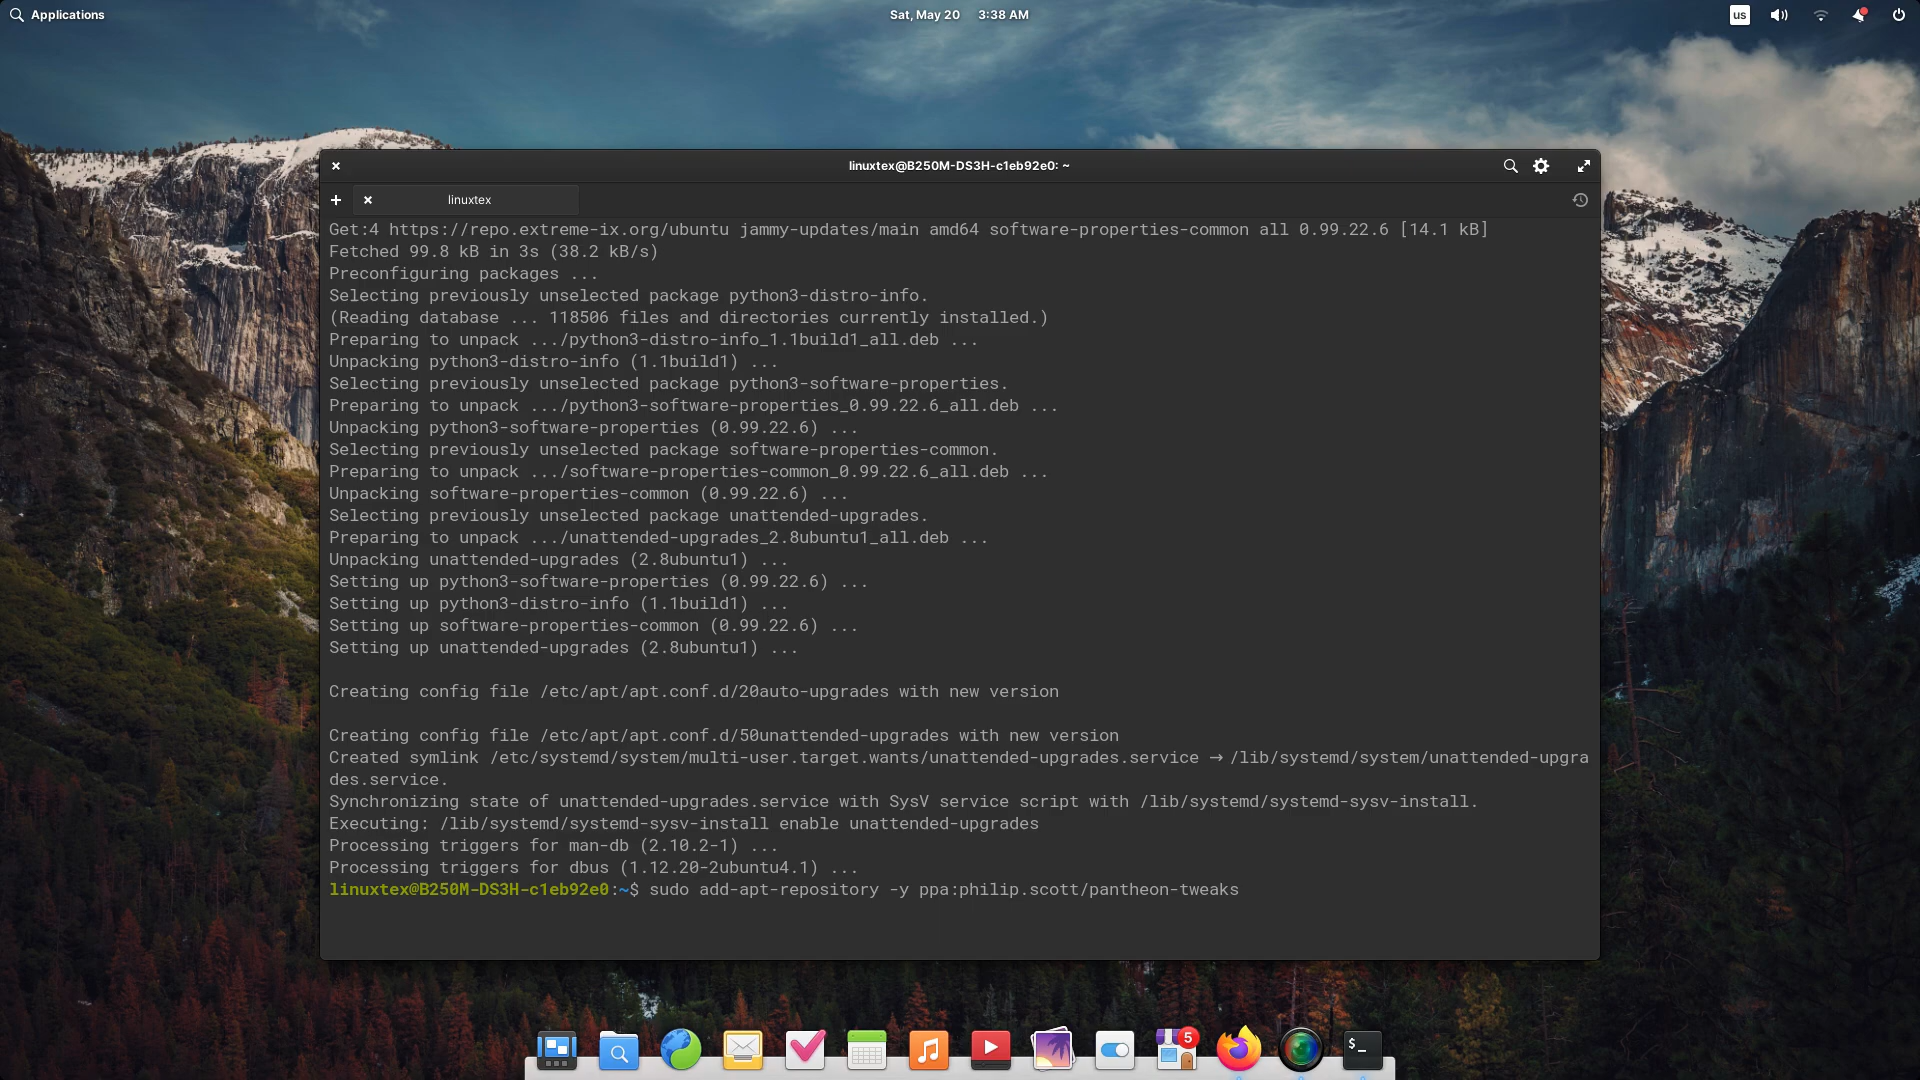 Applications
Sat, May 20 3:38 AM
us
linuxtex@B250M-DS3H-c1eb92e0: ~
linuxtex
Get:4 https://repo.extreme-ix.org/ubuntu jammy-updates/main amd64 software-properties-common all 0.99.22.6 [14.1 kB]
Fetched 99.8 kB in 3s (38.2 kB/s)
Preconfiguring packages ...
Selecting previously unselected package python3-distro-info.
(Reading database ... 118506 files and directories currently installed.)
Preparing to unpack .../python3-distro-info_1.1build1_all.deb ...
Unpacking python3-distro-info (1.1build1) ...
Selecting previously unselected package python3-software-properties.
Preparing to unpack .../python3-software-properties_0.99.22.6_all.deb ...
Unpacking python3-software-properties (0.99.22.6) ...
Selecting previously unselected package software-properties-common.
Preparing to unpack .../software-properties-common_0.99.22.6_all.deb ...
Unpacking software-properties-common (0.99.22.6) ...
Selecting previously unselected package unattended-upgrades.
Preparing to unpack .../unattended-upgrades_2.8ubuntu1_all.deb ...
Unpacking unattended-upgrades (2.8ubuntu1) ...
Setting up python3-software-properties (0.99.22.6) ...
Setting up python3-distro-info (1.1build1) ...
Setting up software-properties-common (0.99.22.6) ...
Setting up unattended-upgrades (2.8ubuntu1) ...
Creating config file /etc/apt/apt.conf.d/20auto-upgrades with new version
Creating config file /etc/apt/apt.conf.d/50unattended-upgrades with new version
Created symlink /etc/systemd/system/multi-user.target.wants/unattended-upgrades.service → /lib/systemd/system/unattended-upgra
des.service.
Synchronizing state of unattended-upgrades.service with SysV service script with /lib/systemd/systemd-sysv-install.
Executing: /lib/systemd/systemd-sysv-install enable unattended-upgrades
Processing triggers for man-db (2.10.2-1) ...
Processing triggers for dbus (1.12.20-2ubuntu4.1) ...
linuxtex@B250M-DS3H-c1eb92e0:~$ sudo add-apt-repository -y ppa:philip.scott/pantheon-tweaks
5
$_